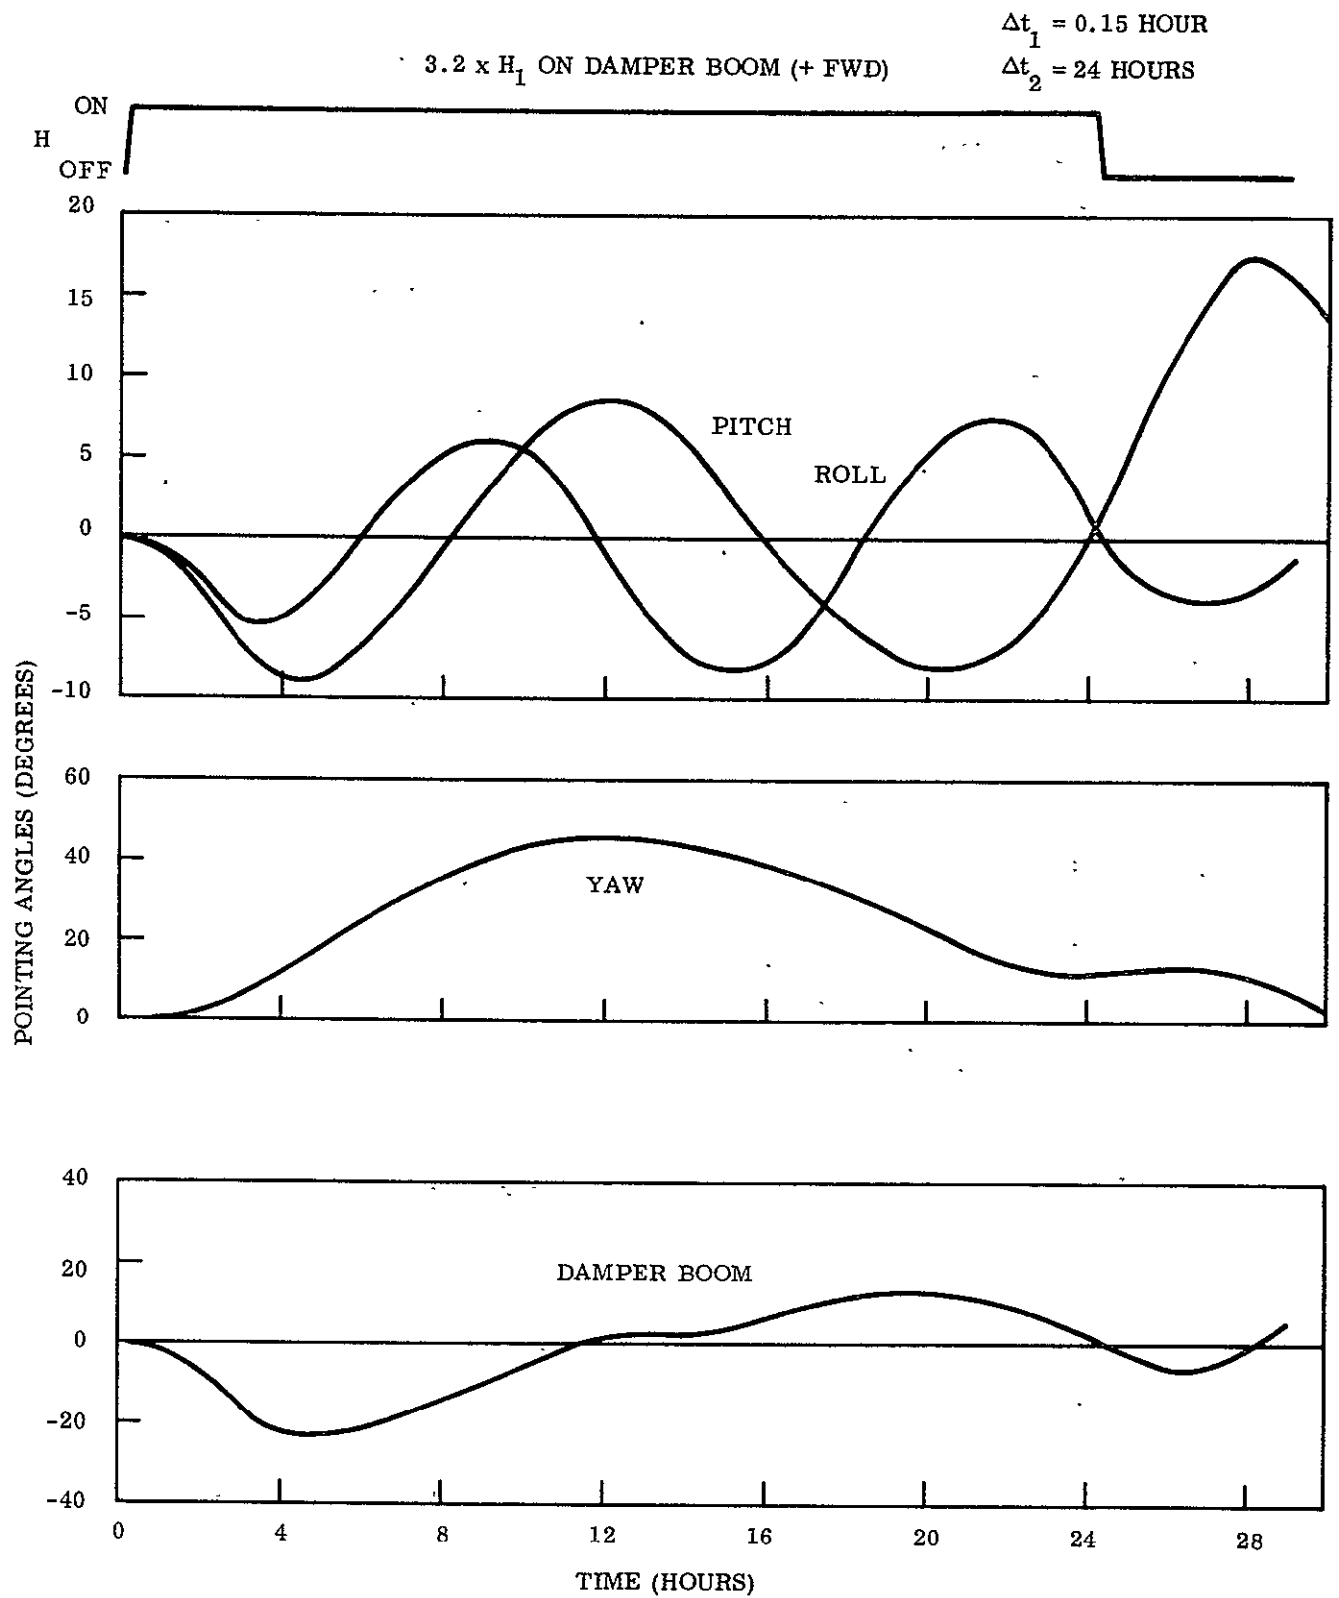 Δt1 = 0.15 HOUR
3.2 x H1 ON DAMPER BOOM (+ FWD)
Δt2 = 24 HOURS
ON
H
OFF
20
15
10
5
0
-5
-10
PITCH
ROLL
POINTING ANGLES (DEGREES)
60
40
20
0
YAW
40
20
0
-20
-40
DAMPER BOOM
0 4 8 12 16 20 24 28
TIME (HOURS)